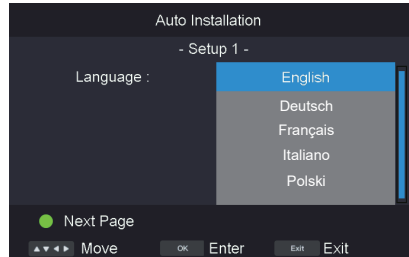 Auto Installation
- Setup 1 -
Language : English
Deutsch
Français
Italiano
Polski
Next Page
Move OK Enter Exit Exit